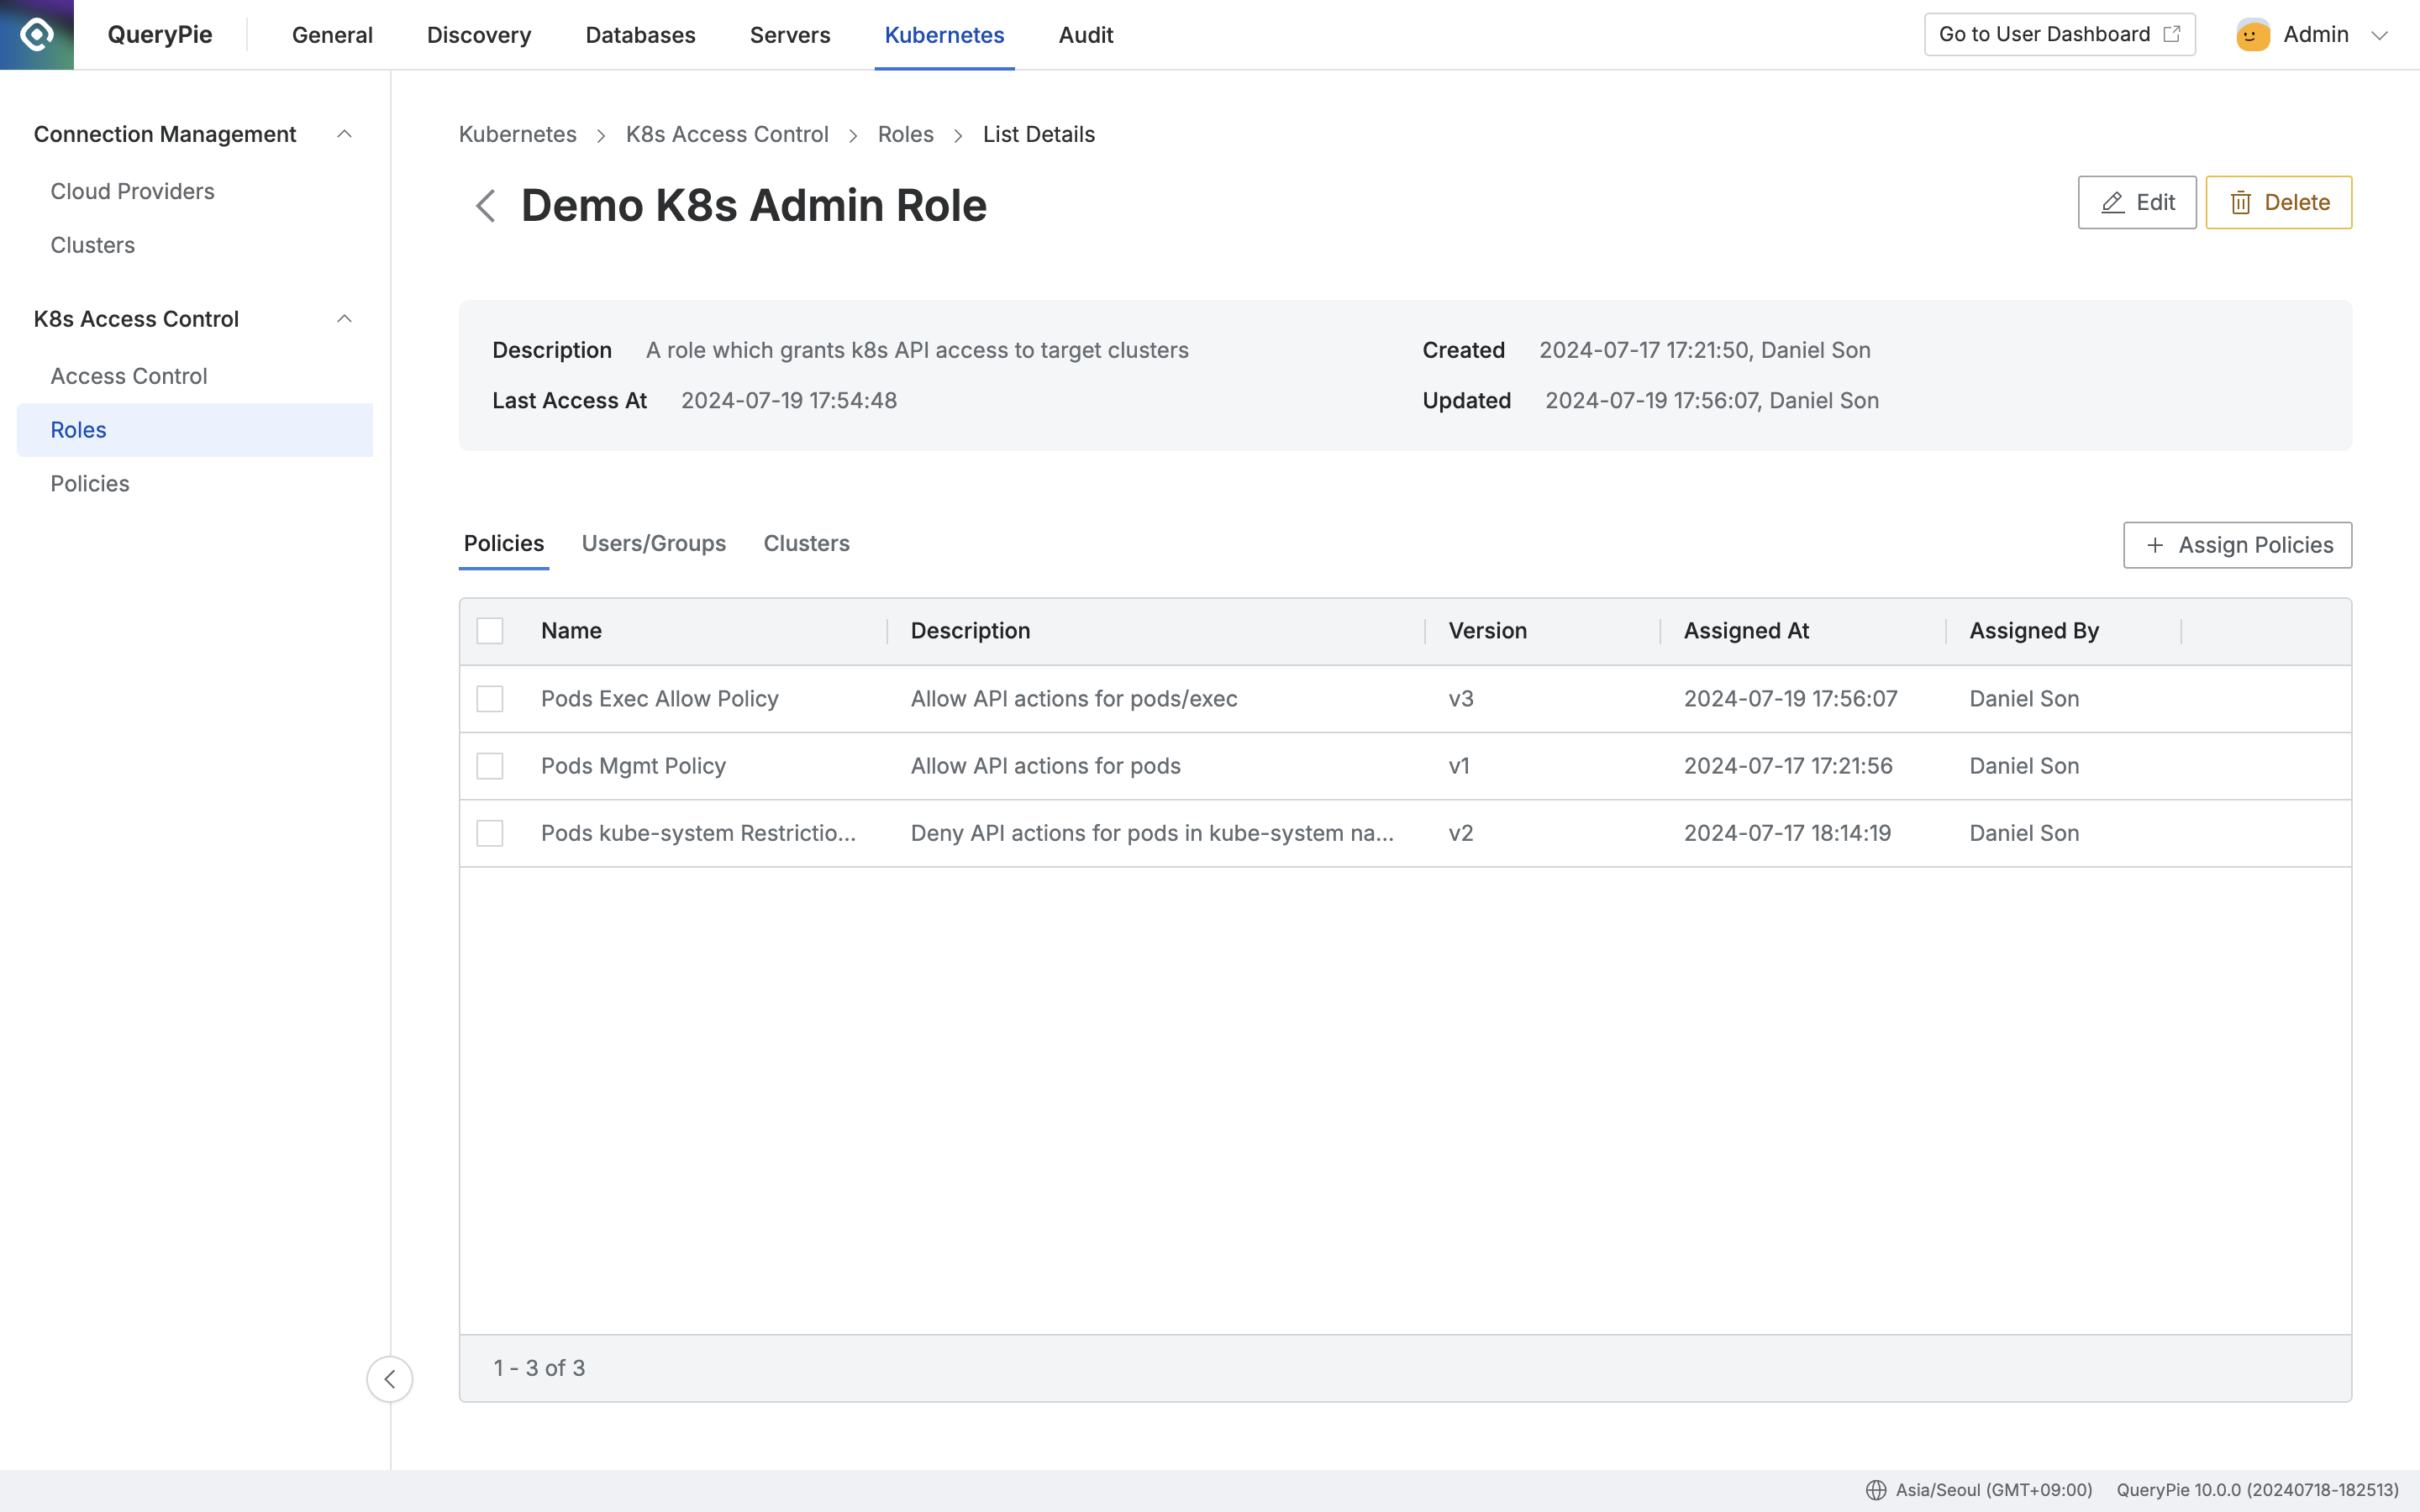 QueryPie General Discovery Databases Servers Kubernetes Audit Go to User Dashboard Admin
Connection Management
Cloud Providers
Clusters
K8s Access Control
Access Control
Roles
Policies
Kubernetes > K8s Access Control > Roles > List Details
Demo K8s Admin Role
Edit Delete
Description A role which grants k8s API access to target clusters Created 2024-07-17 17:21:50, Daniel Son
Last Access At 2024-07-19 17:54:48 Updated 2024-07-19 17:56:07, Daniel Son
Policies Users/Groups Clusters + Assign Policies
Name Description Version Assigned At Assigned By
Pods Exec Allow Policy Allow API actions for pods/exec v3 2024-07-19 17:56:07 Daniel Son
Pods Mgmt Policy Allow API actions for pods v1 2024-07-17 17:21:56 Daniel Son
Pods kube-system Restrictio... Deny API actions for pods in kube-system na... v2 2024-07-17 18:14:19 Daniel Son
1 - 3 of 3
Asia/Seoul (GMT+09:00) QueryPie 10.0.0 (20240718-182513)